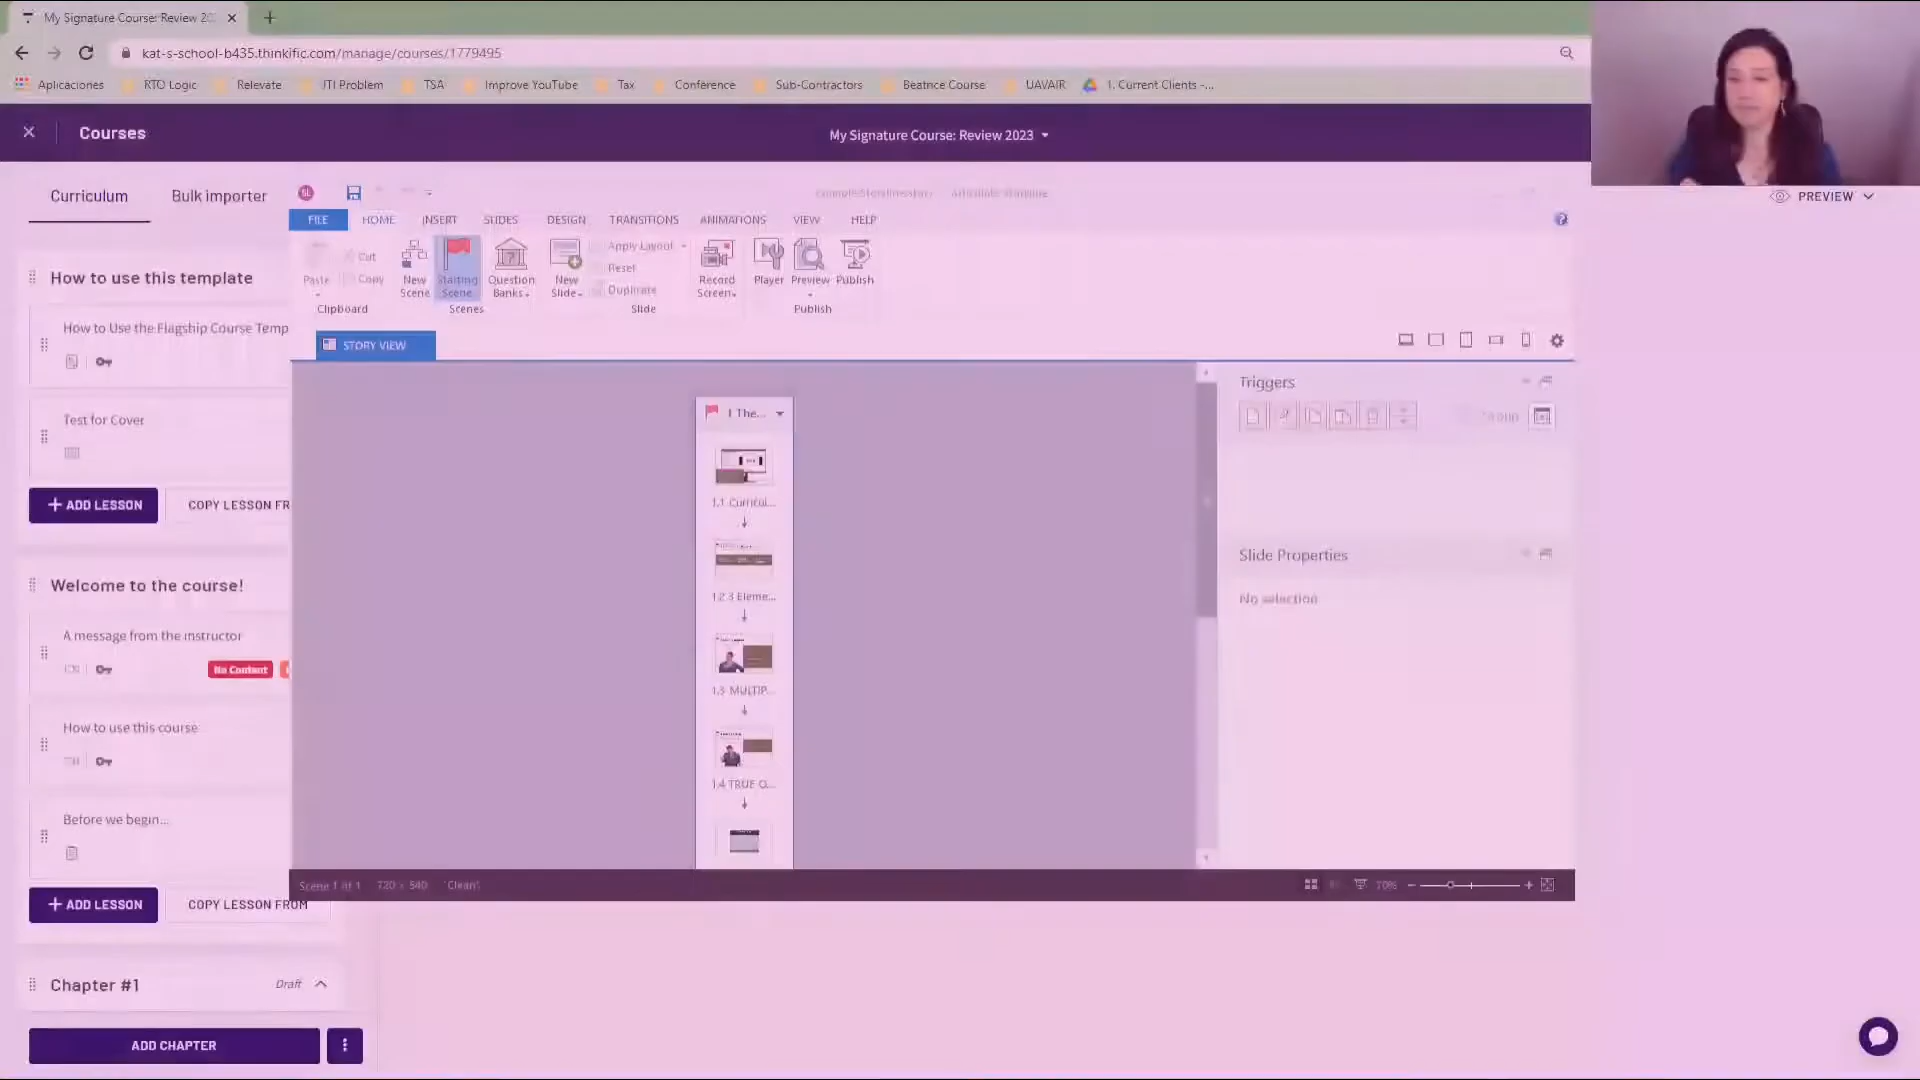 My Signature Course: Review 20
kat-s-school-b435.thinkific.com/manage/courses/1779495
Aplicaciones RTO Logic Relevate JTI Problem TSA Improve YouTube Tax Conference Sub-Contractors Beatrice Course UAVAIR 1. Current Clients -...
Courses
My Signature Course: Review 2023
PREVIEW
Curriculum Bulk importer
FILE HOME INSERT SLIDES DESIGN TRANSITIONS ANIMATIONS VIEW HELP
Paste Cut Copy
New Scene Starting Scene Question Banks
New Slide Apply Layout Reset Duplicate
Record Screen Player Preview Publish
Clipboard Scenes Slide Publish
STORY VIEW
How to use this template
How to Use the Flagship Course Temp
Test for Cover
+ ADD LESSON COPY LESSON FR
Welcome to the course!
A message from the instructor
No Content
How to use this course
Before we begin...
+ ADD LESSON COPY LESSON FROM
Chapter #1 Draft
ADD CHAPTER
1 The...
1.1 Curricul...
1.2 3 Eleme...
1.3 MULTIP...
1.4 TRUE O...
Triggers
Slide Properties
No selection
Scene 1 of 1 720 x 540 'Clean' 70%